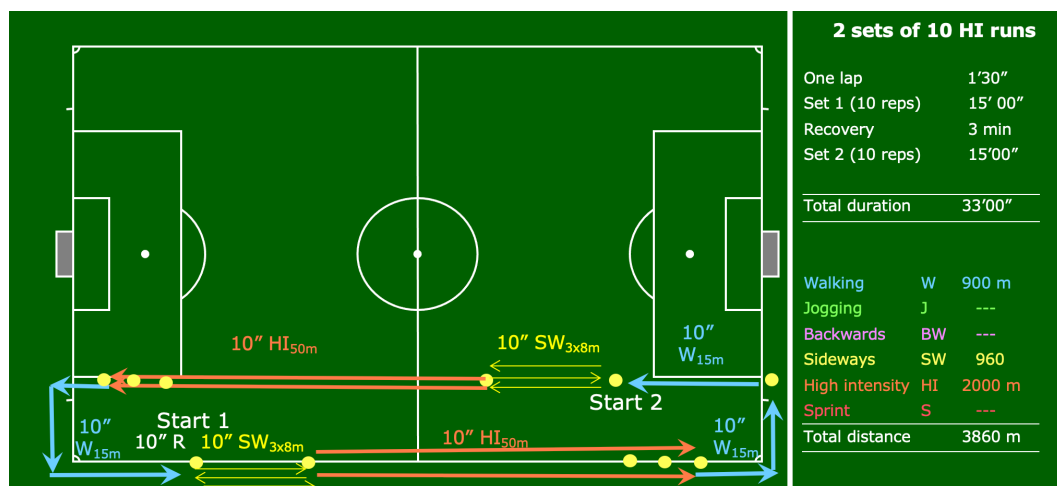 2 sets of 10 HI runs
One lap 1’30”
Set 1 (10 reps) 15’ 00”
Recovery 3 min
Set 2 (10 reps) 15’00”
Total duration 33’00”
Walking W 900 m
Jogging J ---
Backwards BW ---
Sideways SW 960
High intensity HI 2000 m
Sprint S ---
Total distance 3860 m
10” HI50m
10” SW3x8m
10”
W15m
Start 2
Start 1
10”
W15m
10” R
10” SW3x8m
10” HI50m
10”
W15m